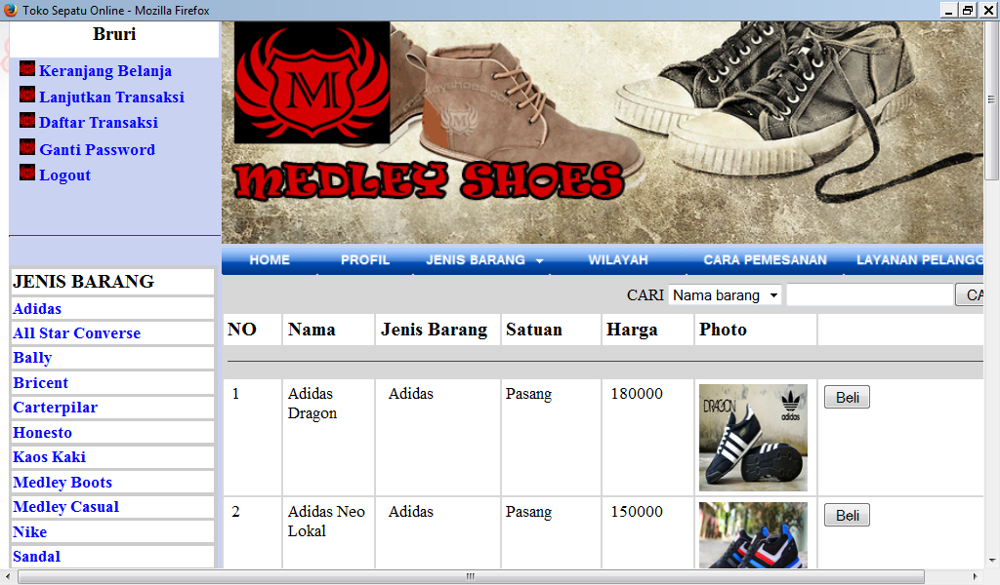 Toko Sepatu Online - Mozilla Firefox
Bruri
Keranjang Belanja
Lanjutkan Transaksi
Daftar Transaksi
Ganti Password
Logout
M
MEDLEY SHOES
HOME PROFIL JENIS BARANG WILAYAH CARA PEMESANAN LAYANAN PELANGG
CARI Nama barang CA
JENIS BARANG
Adidas
All Star Converse
Bally
Bricent
Carterpilar
Honesto
Kaos Kaki
Medley Boots
Medley Casual
Nike
Sandal
NO Nama Jenis Barang Satuan Harga Photo
1 Adidas Dragon Adidas Pasang 180000 Beli
DRAGON adidas
2 Adidas Neo Lokal Adidas Pasang 150000 Beli